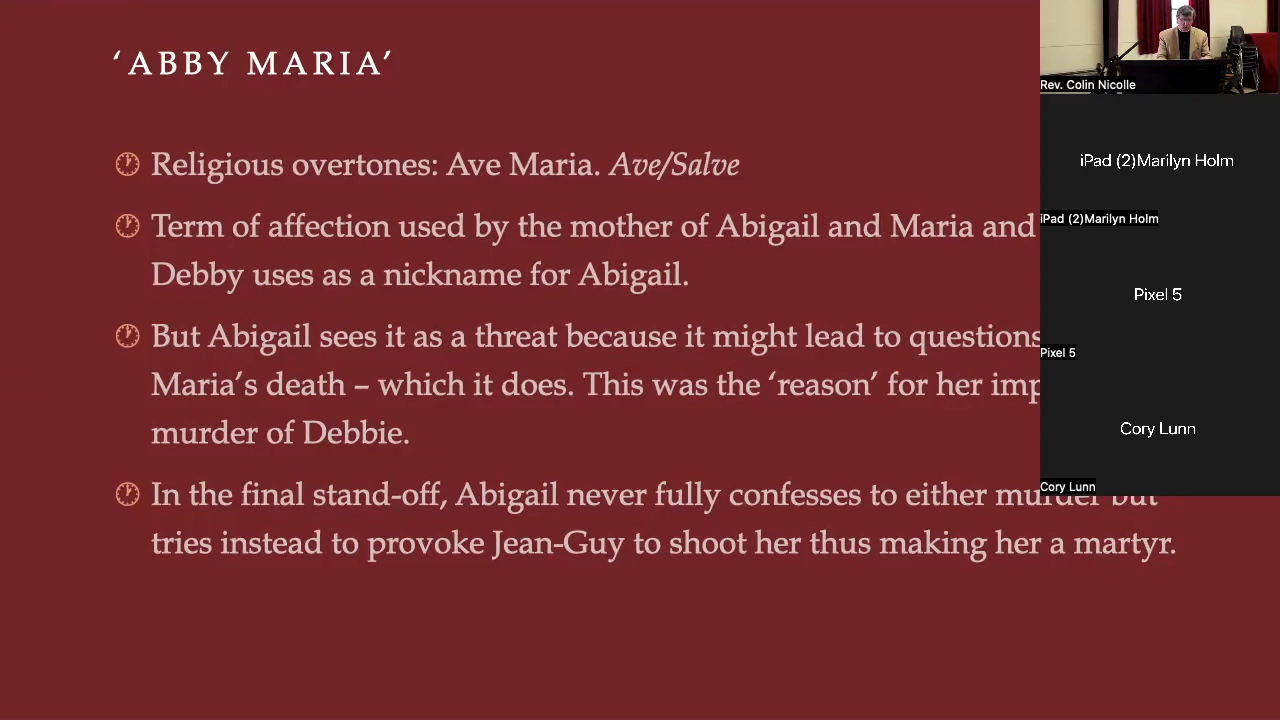 ‘ABBY MARIA’
Religious overtones: Ave Maria. Ave/Salve
Term of affection used by the mother of Abigail and Maria and
Debby uses as a nickname for Abigail.
But Abigail sees it as a threat because it might lead to questions
Maria’s death – which it does. This was the ‘reason’ for her
murder of Debbie.
In the final stand-off, Abigail never fully confesses to either murder but
tries instead to provoke Jean-Guy to shoot her thus making her a martyr.
Rev. Colin Nicolle
iPad (2)Marilyn Holm
iPad (2)Marilyn Holm
Pixel 5
Pixel 5
Cory Lunn
Cory Lunn